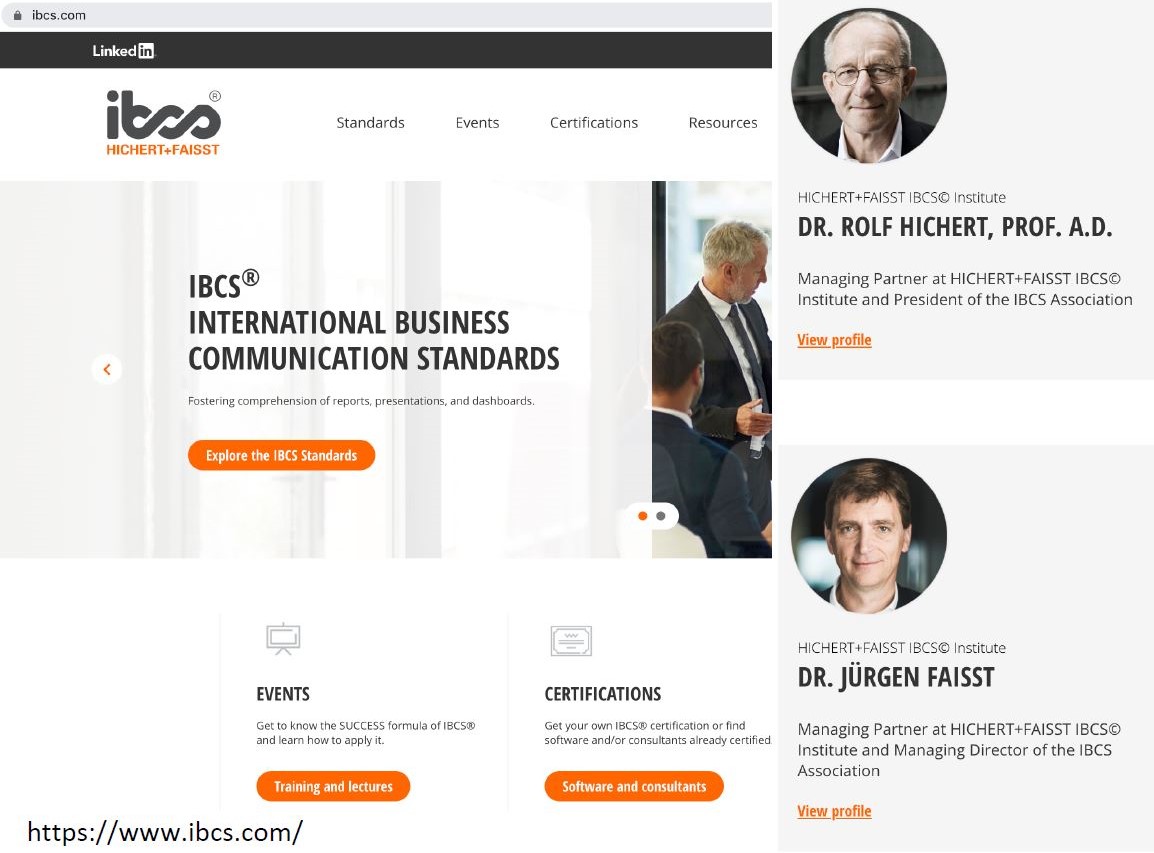 ibcs.com
LinkedIn
ibcs®
HICHERT+FAISST
Standards
Events
Certifications
Resources
IBCS®
INTERNATIONAL BUSINESS
COMMUNICATION STANDARDS
Fostering comprehension of reports, presentations, and dashboards.
Explore the IBCS Standards
EVENTS
Get to know the SUCCESS formula of IBCS®
and learn how to apply it.
Training and lectures
CERTIFICATIONS
Get your own IBCS® certification or find
software and/or consultants already certified.
Software and consultants
https://www.ibcs.com/
HICHERT+FAISST IBCS© Institute
DR. ROLF HICHERT, PROF. A.D.
Managing Partner at HICHERT+FAISST IBCS©
Institute and President of the IBCS Association
View profile
HICHERT+FAISST IBCS© Institute
DR. JÜRGEN FAISST
Managing Partner at HICHERT+FAISST IBCS©
Institute and Managing Director of the IBCS
Association
View profile